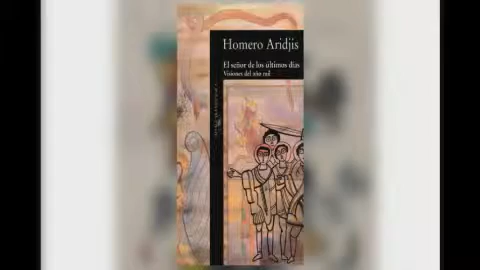 Homero Aridjis
El señor de los últimos días
Visiones del año mil